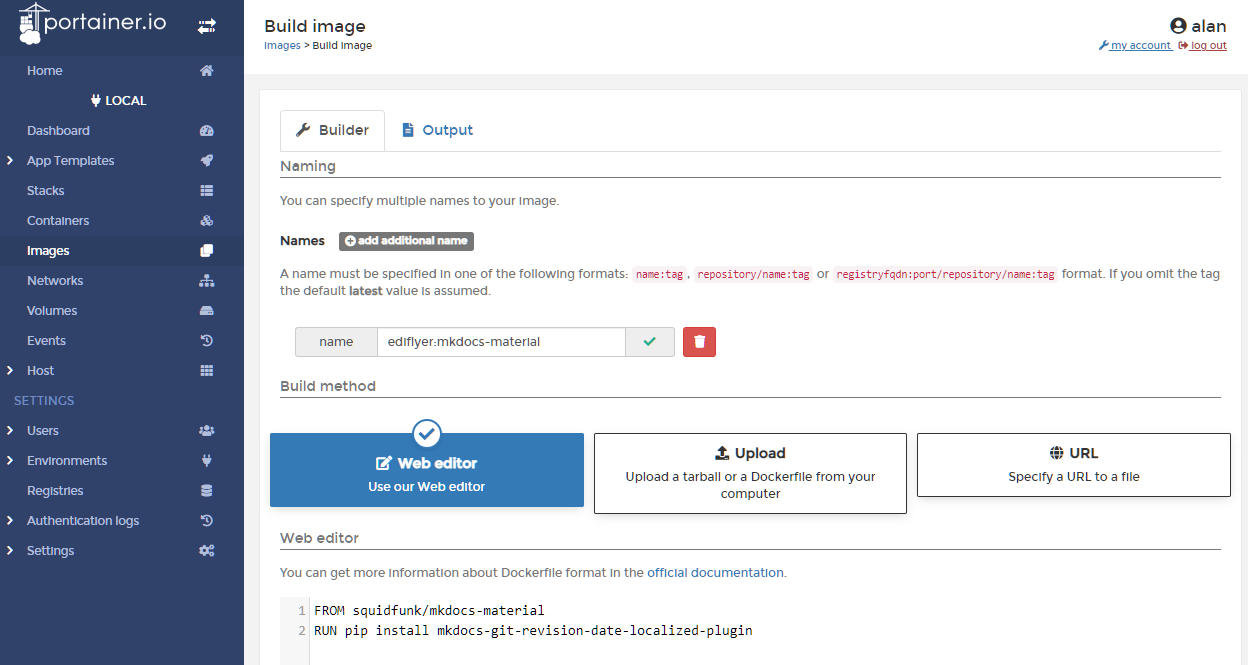 portainer.io
Home
LOCAL
Dashboard
App Templates
Stacks
Containers
Images
Networks
Volumes
Events
Host
SETTINGS
Users
Environments
Registries
Authentication logs
Settings
Build image
Images > Build image
alan
my account log out
Builder Output
Naming
You can specify multiple names to your image.
Names add additional name
A name must be specified in one of the following formats: name:tag, repository/name:tag or registryfqdn:port/repository/name:tag format. If you omit the tag
the default latest value is assumed.
name ediflyer:mkdocs-material
Build method
Web editor
Use our Web editor
Upload
Upload a tarball or a Dockerfile from your
computer
URL
Specify a URL to a file
Web editor
You can get more information about Dockerfile format in the official documentation.
1 FROM squidfunk/mkdocs-material
2 RUN pip install mkdocs-git-revision-date-localized-plugin